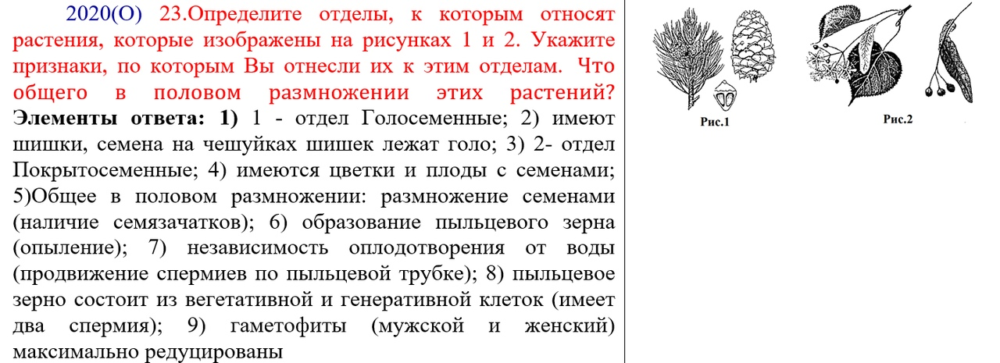 2020(О) 23.Определите отделы, к которым относят
растения, которые изображены на рисунках 1 и 2. Укажите
признаки, по которым Вы отнесли их к этим отделам. Что
общего в половом размножении этих растений?
Элементы ответа: 1) 1 - отдел Голосеменные; 2) имеют
шишки, семена на чешуйках шишек лежат голо; 3) 2- отдел
Покрытосеменные; 4) имеются цветки и плоды с семенами;
5)Общее в половом размножении: размножение семенами
(наличие семязачатков); 6) образование пыльцевого зерна
(опыление); 7) независимость оплодотворения от воды
(продвижение спермиев по пыльцевой трубке); 8) пыльцевое
зерно состоит из вегетативной и генеративной клеток (имеет
два спермия); 9) гаметофиты (мужской и женский)
максимально редуцированы
Рис.1
Рис.2